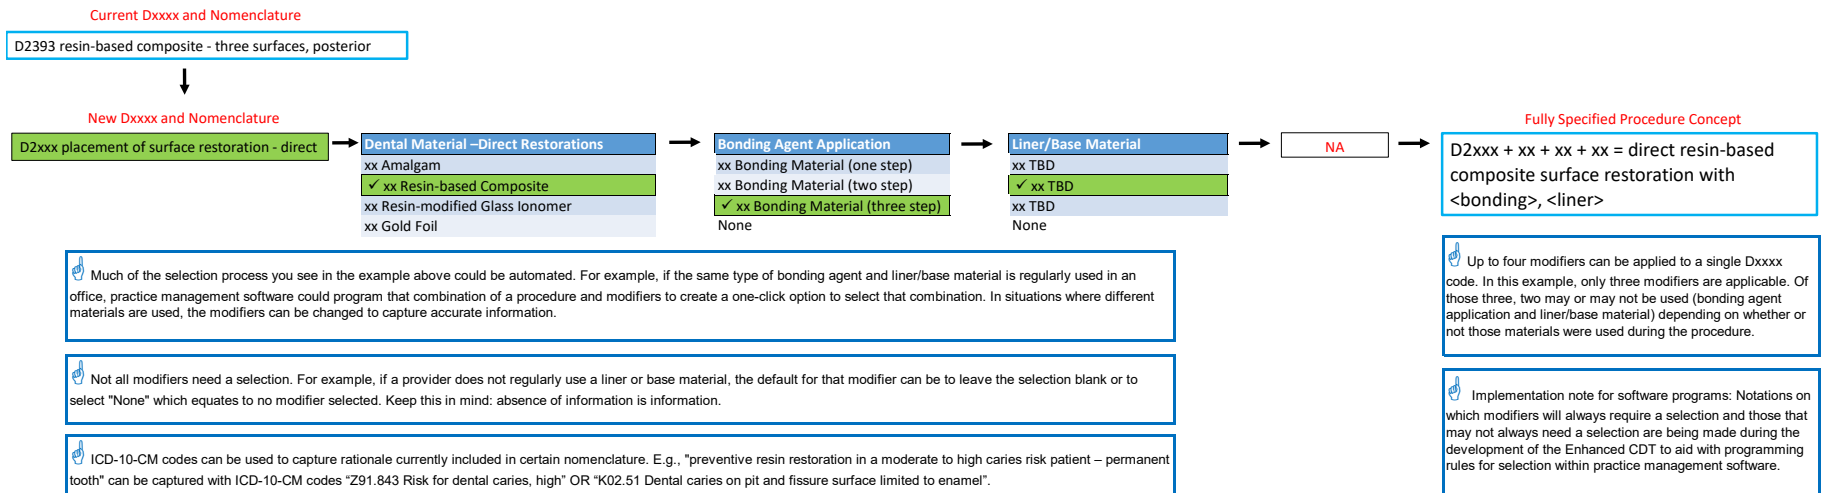 Current Dxxxx and Nomenclature
D2393 resin-based composite - three surfaces, posterior
New Dxxxx and Nomenclature
D2xxx placement of surface restoration - direct
Dental Material –Direct Restorations
xx Amalgam
✓ xx Resin-based Composite
xx Resin-modified Glass Ionomer
xx Gold Foil
Bonding Agent Application
xx Bonding Material (one step)
xx Bonding Material (two step)
✓ xx Bonding Material (three step)
None
Liner/Base Material
xx TBD
✓ xx TBD
xx TBD
None
NA
Fully Specified Procedure Concept
D2xxx + xx + xx + xx = direct resin-based
composite surface restoration with
<bonding>, <liner>
Much of the selection process you see in the example above could be automated. For example, if the same type of bonding agent and liner/base material is regularly used in an
office, practice management software could program that combination of a procedure and modifiers to create a one-click option to select that combination. In situations where different
materials are used, the modifiers can be changed to capture accurate information.
Not all modifiers need a selection. For example, if a provider does not regularly use a liner or base material, the default for that modifier can be to leave the selection blank or to
select "None" which equates to no modifier selected. Keep this in mind: absence of information is information.
ICD-10-CM codes can be used to capture rationale currently included in certain nomenclature. E.g., "preventive resin restoration in a moderate to high caries risk patient – permanent
tooth" can be captured with ICD-10-CM codes “Z91.843 Risk for dental caries, high” OR “K02.51 Dental caries on pit and fissure surface limited to enamel”.
Up to four modifiers can be applied to a single Dxxxx
code. In this example, only three modifiers are applicable. Of
those three, two may or may not be used (bonding agent
application and liner/base material) depending on whether or
not those materials were used during the procedure.
Implementation note for software programs: Notations on
which modifiers will always require a selection and those that
may not always need a selection are being made during the
development of the Enhanced CDT to aid with programming
rules for selection within practice management software.